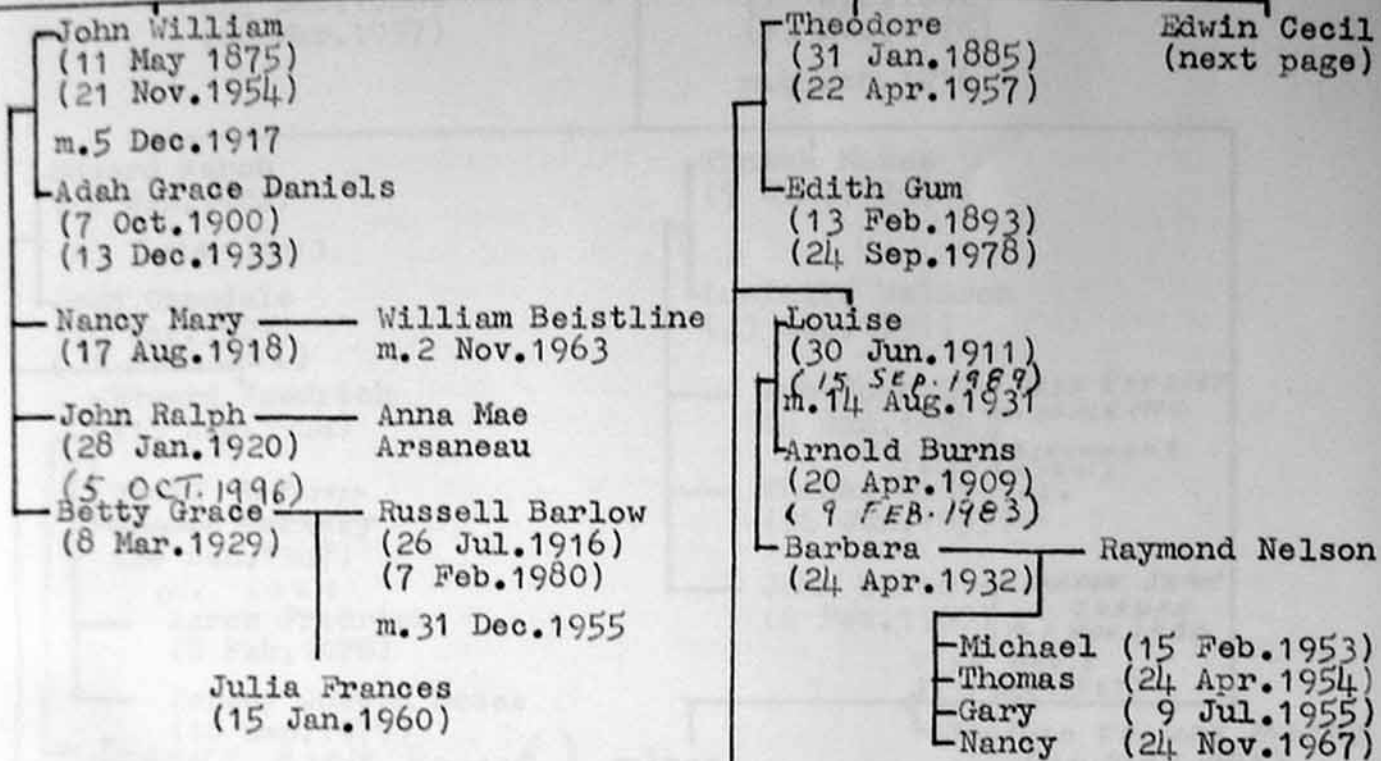 John William
(11 May 1875)
(21 Nov.1954)
m.5 Dec.1917
Adah Grace Daniels
(7 Oct.1900)
(13 Dec.1933)
Nancy Mary
(17 Aug.1918)
William Beistline
m.2 Nov.1963
John Ralph
(28 Jan.1920)
(5 OCT. 1996)
Anna Mae
Arsaneau
Betty Grace
(8 Mar.1929)
Russell Barlow
(26 Jul.1916)
(7 Feb.1980)
m.31 Dec.1955
Julia Frances
(15 Jan.1960)
Theodore
(31 Jan.1885)
(22 Apr.1957)
Edith Gum
(13 Feb.1893)
(24 Sep.1978)
Louise
(30 Jun.1911)
(15 SEP.1989)
m.14 Aug.1931
Arnold Burns
(20 Apr.1909)
(9 FEB.1983)
Barbara
(24 Apr.1932)
Raymond Nelson
Michael (15 Feb.1953)
Thomas (24 Apr.1954)
Gary ( 9 Jul.1955)
Nancy (24 Nov.1967)
Edwin Cecil
(next page)